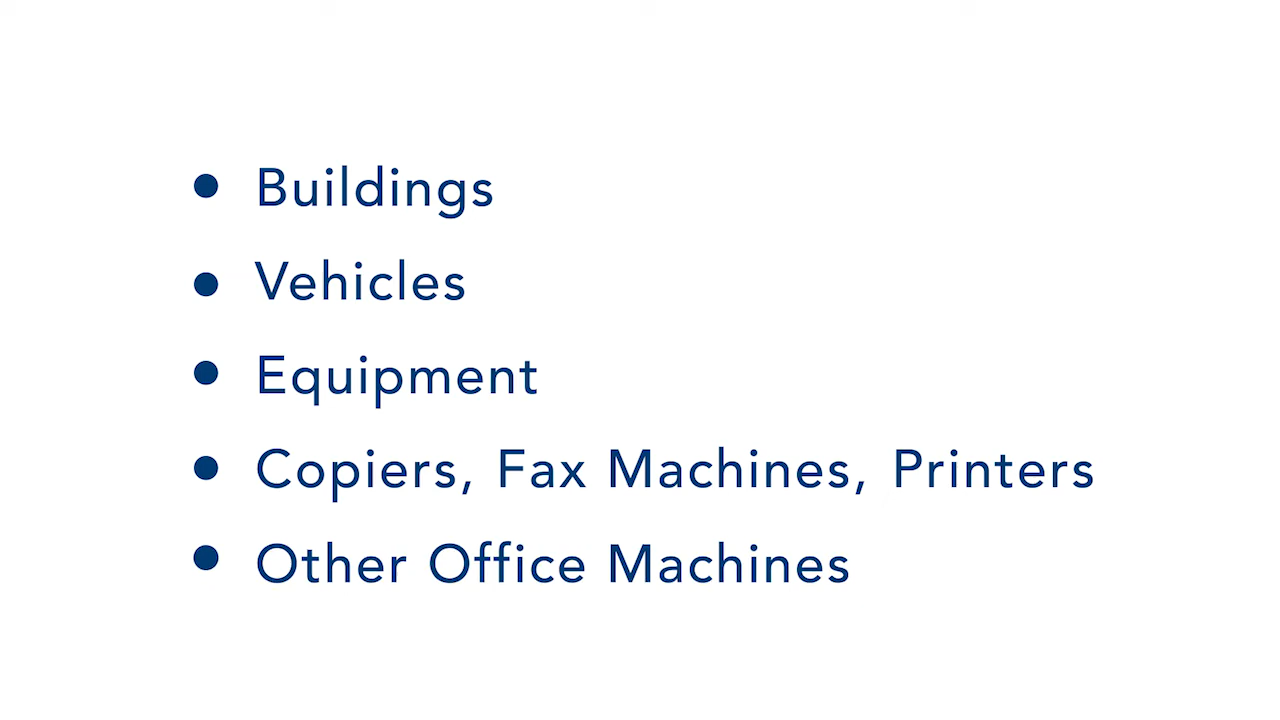 • Buildings
• Vehicles
• Equipment
• Copiers, Fax Machines, Printers
• Other Office Machines